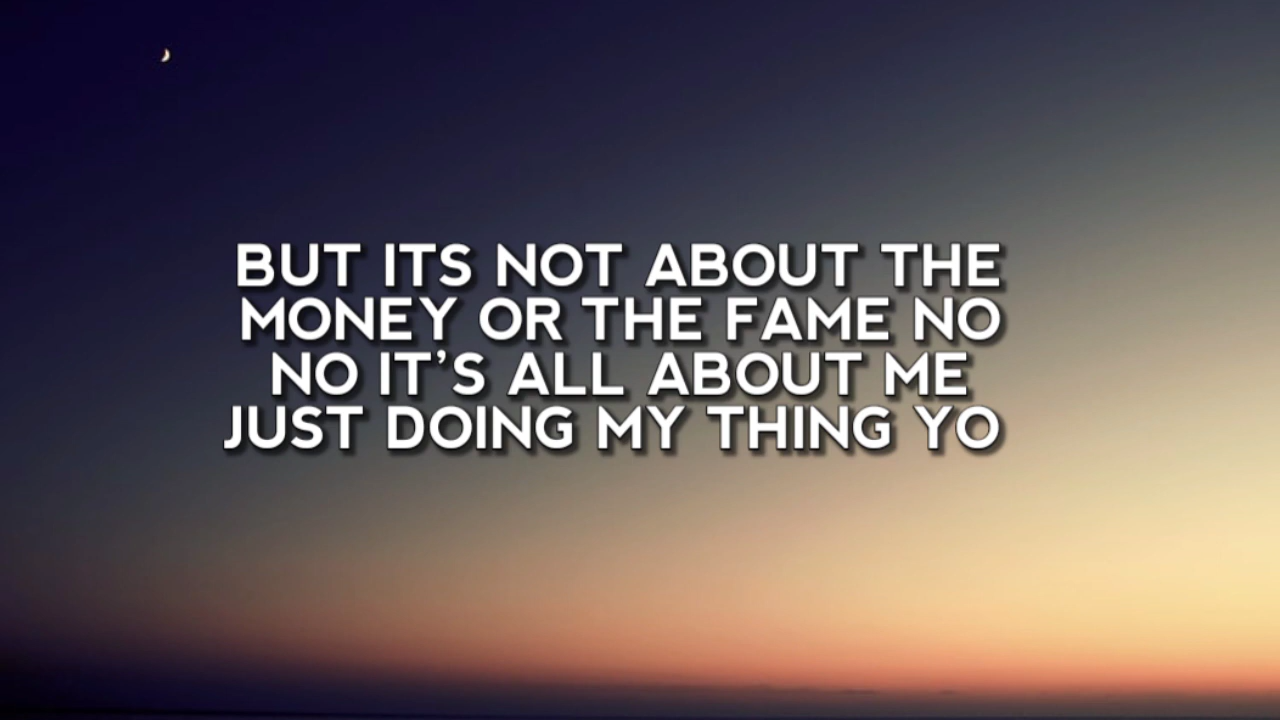 BUT ITS NOT ABOUT THE
MONEY OR THE FAME NO
NO IT’S ALL ABOUT ME
JUST DOING MY THING YO